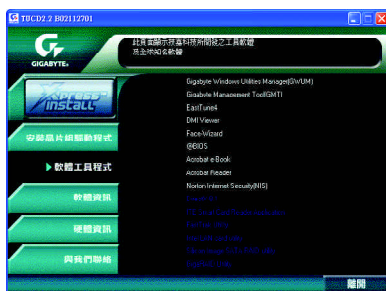 TUCD2.2 B02112701
GIGABYTE
此頁面顯示技嘉科技所開發之工具軟體
及全球知名軟體
Xpress
install
安裝晶片組驅動程式
軟體工具程式
軟體資訊
硬體資訊
與我們聯絡
Gigabyte Windows Utilities Manager(GWUM)
Gigabyte Management Tool(GMT)
EastTune4
DMI Viewer
Face-Wizard
@BIOS
Acrobat e-Book
Acrobat Reader
Norton Internet Security(NIS)
離開